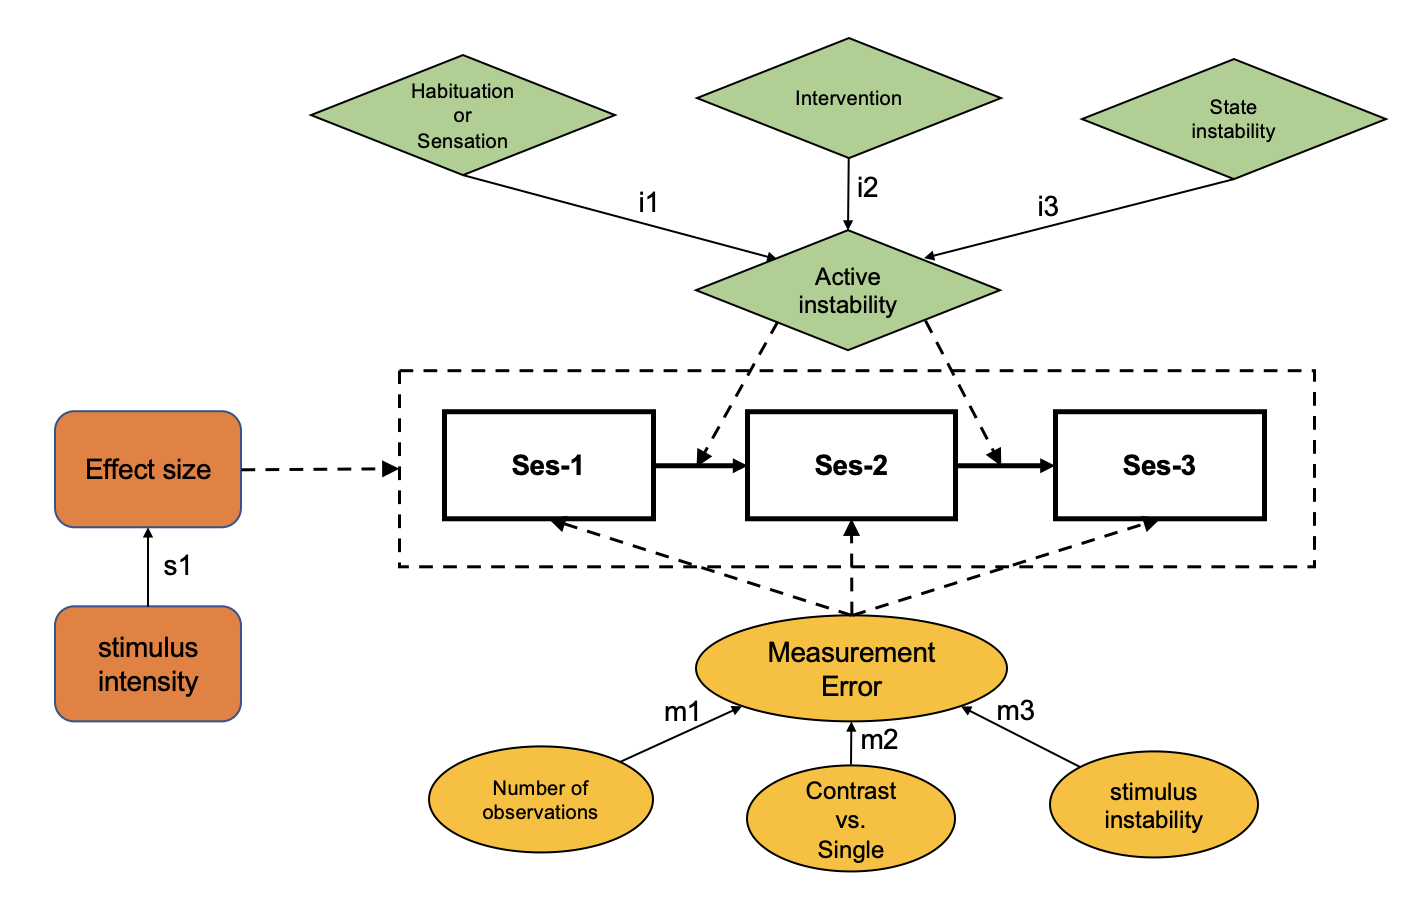 Habituation
or
Sensation
Intervention
State
instability
i1
i2
i3
Active
instability
Effect size
Ses-1
Ses-2
Ses-3
s1
stimulus
intensity
Measurement
Error
m1
m2
m3
Number of
observations
Contrast
vs.
Single
stimulus
instability